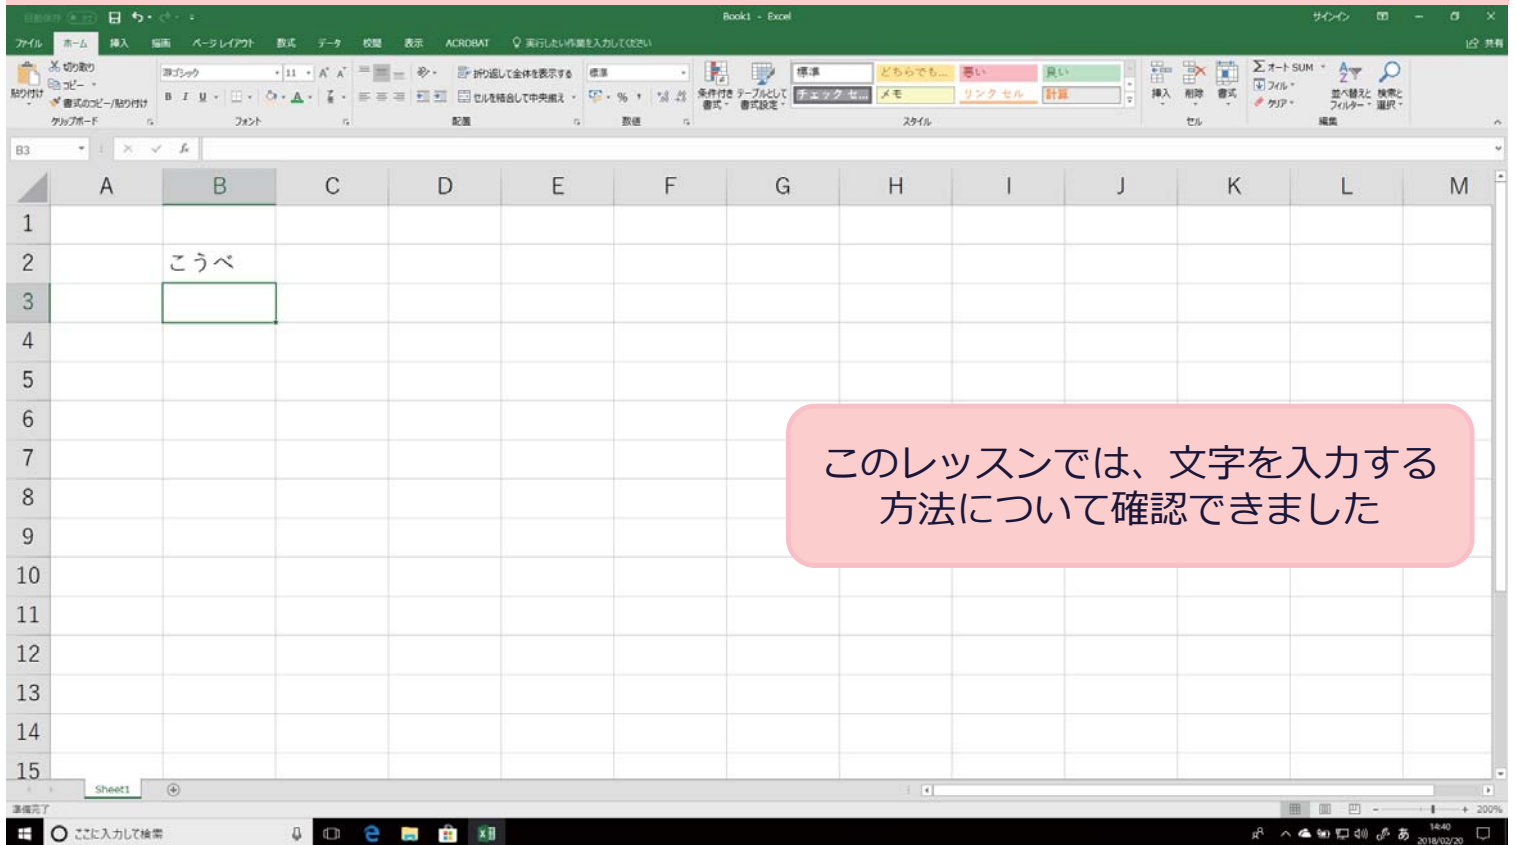 Book1 - Excel
サインイン
ファイル ホーム 挿入 描画 ページ レイアウト 数式 データ 校閲 表示 ACROBAT 実行したい作業を入力してください 共有
貼り付け 切り取り コピー 書式のコピー/貼り付け
クリップボード
游ゴシック 11
B I U
フォント
折り返して全体を表示する
セルを結合して中央揃え
配置
標準
%
数値
条件付き書式 テーブルとして書式設定
標準 どちらでも... 悪い 良い
チェック セ... メモ リンク セル 計算
スタイル
挿入 削除 書式
セル
オート SUM
フィル
クリア
並べ替えと フィルター 検索と 選択
編集
B3
A B C D E F G H I J K L M
1
2 こうべ
3
4
5
6
7
8
9
10
11
12
13
14
15
このレッスンでは、文字を入力する
方法について確認できました
Sheet1
準備完了
200%
ここに入力して検索
あ
14:40
2018/02/20